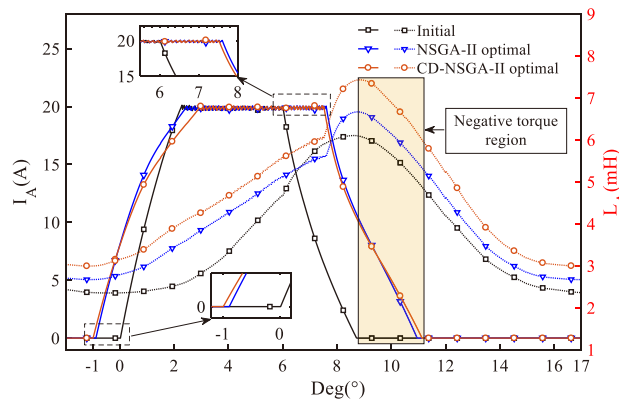 Initial
NSGA-II optimal
CD-NSGA-II optimal
20
15
6 7 8
Negative torque
region
0
-1 0
I_A(A)
25
20
15
10
5
0
L_A(mH)
9
8
7
6
5
4
3
2
1
-1 0 2 4 6 8 10 12 14 16 17
Deg(°)